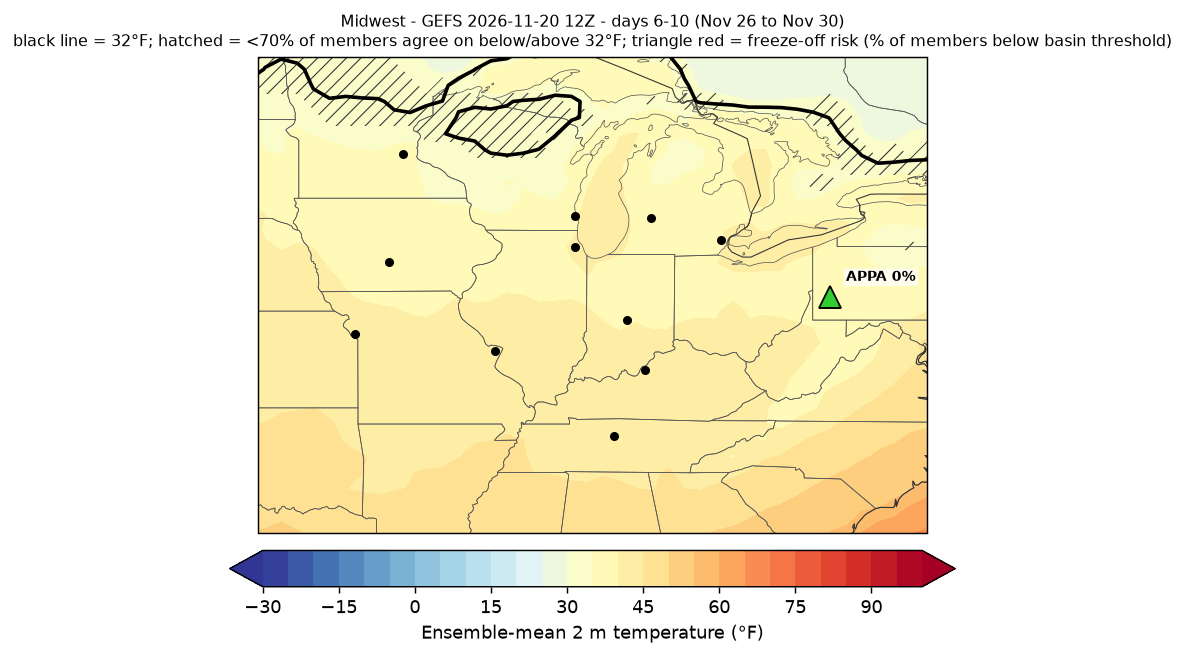 Midwest - GEFS 2026-11-20 12Z - days 6-10 (Nov 26 to Nov 30)
black line = 32°F; hatched = <70% of members agree on below/above 32°F; triangle red = freeze-off risk (% of members below basin threshold)
APPA 0%
−30 −15 0 15 30 45 60 75 90
Ensemble-mean 2 m temperature (°F)